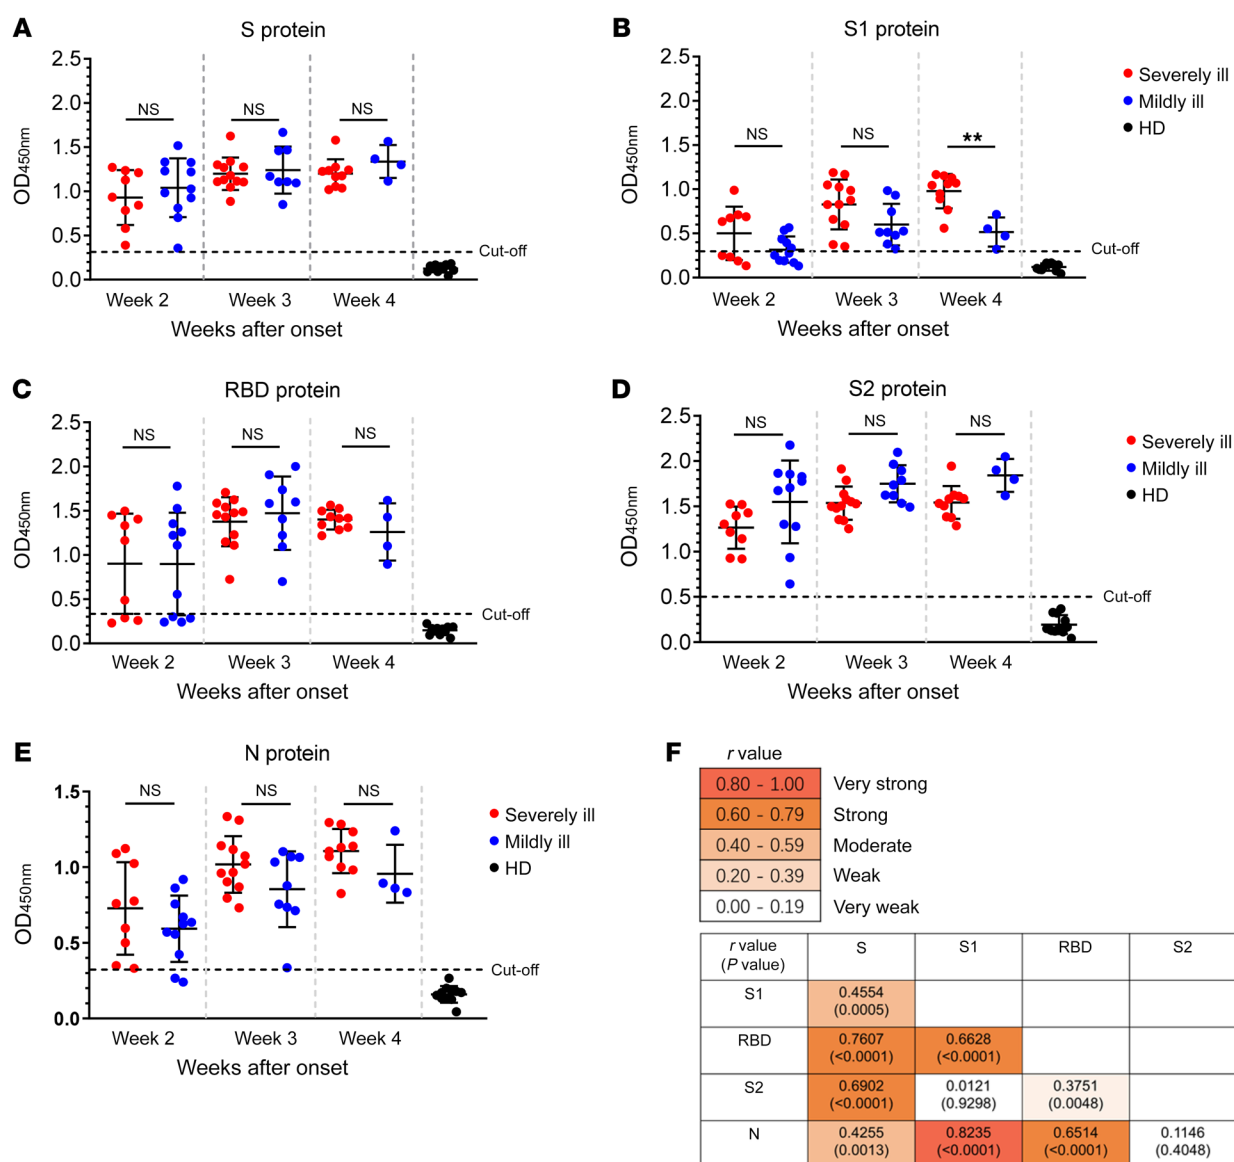 A
S protein
OD450nm
2.5
2.0
1.5
1.0
0.5
0.0
NS
NS
NS
Cut-off
Week 2
Week 3
Week 4
Weeks after onset
B
S1 protein
OD450nm
2.5
2.0
1.5
1.0
0.5
0.0
NS
NS
**
Cut-off
Week 2
Week 3
Week 4
Weeks after onset
Severely ill
Mildly ill
HD
C
RBD protein
OD450nm
2.5
2.0
1.5
1.0
0.5
0.0
NS
NS
NS
Cut-off
Week 2
Week 3
Week 4
Weeks after onset
D
S2 protein
OD450nm
2.5
2.0
1.5
1.0
0.5
0.0
NS
NS
NS
Cut-off
Week 2
Week 3
Week 4
Weeks after onset
Severely ill
Mildly ill
HD
E
N protein
OD450nm
1.5
1.0
0.5
0.0
NS
NS
NS
Cut-off
Week 2
Week 3
Week 4
Weeks after onset
Severely ill
Mildly ill
HD
F
r value
0.80 - 1.00 Very strong
0.60 - 0.79 Strong
0.40 - 0.59 Moderate
0.20 - 0.39 Weak
0.00 - 0.19 Very weak
r value S S1 RBD S2
(P value)
S1 0.4554
(0.0005)
RBD 0.7607 0.6628
(<0.0001) (<0.0001)
S2 0.6902 0.0121 0.3751
(<0.0001) (0.9298) (0.0048)
N 0.4255 0.8235 0.6514 0.1146
(0.0013) (<0.0001) (<0.0001) (0.4048)